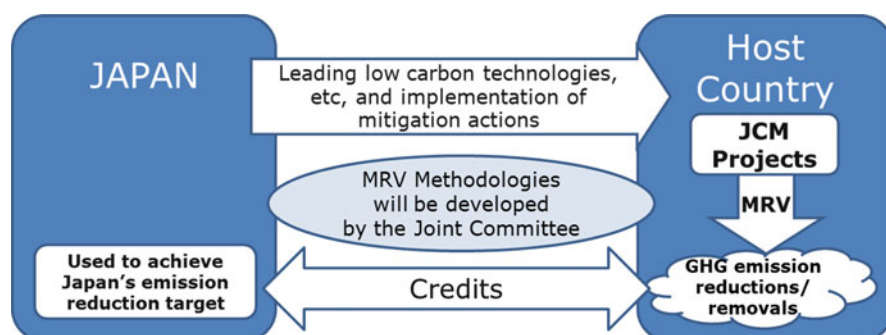 JAPAN
Leading low carbon technologies,
etc, and implementation of
mitigation actions
Host
Country
JCM
Projects
MRV Methodologies
will be developed
by the Joint Committee
MRV
Used to achieve
Japan's emission
reduction target
Credits
GHG emission
reductions/
removals